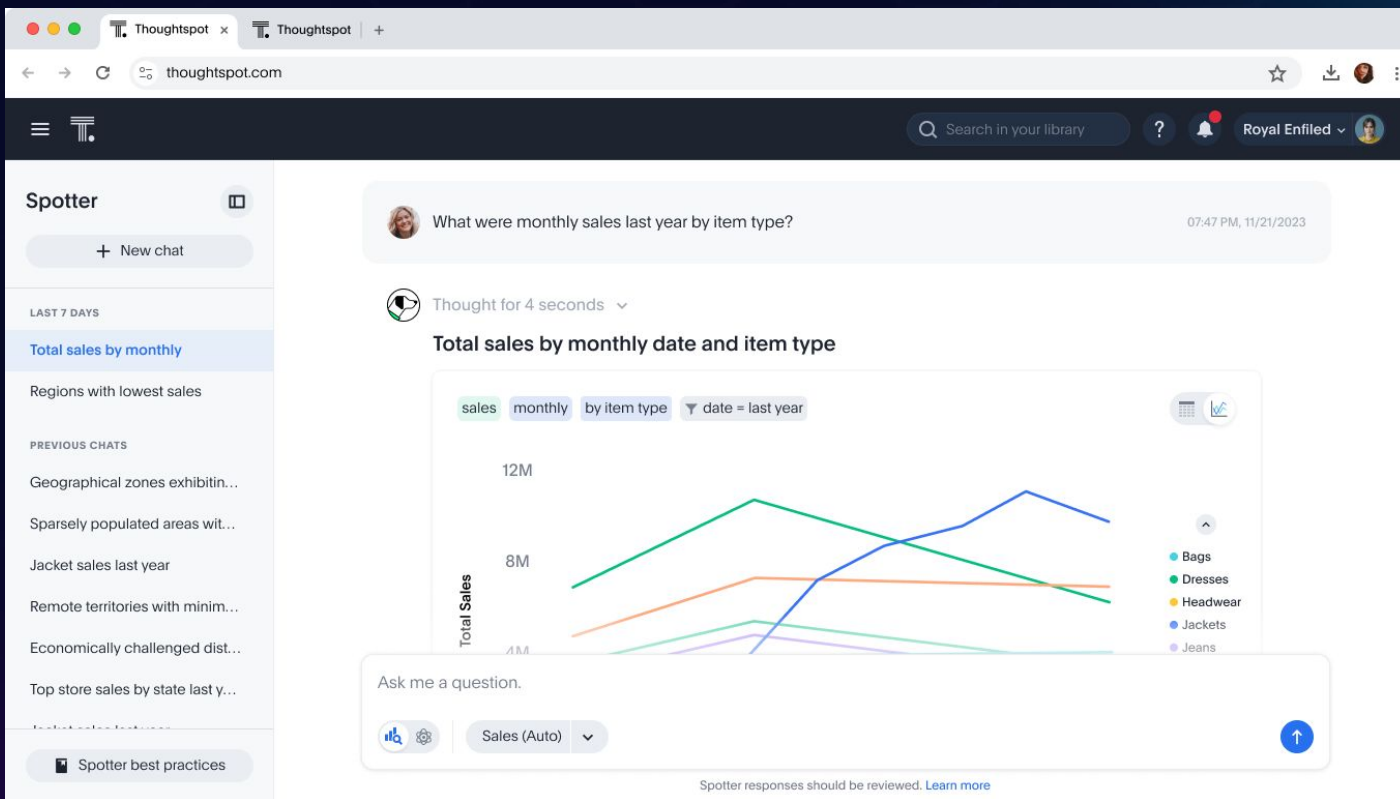 Thoughtspot
Thoughtspot
thoughtspot.com
Search in your library
?
Royal Enfiled
Spotter
+ New chat
LAST 7 DAYS
Total sales by monthly
Regions with lowest sales
PREVIOUS CHATS
Geographical zones exhibitin...
Sparsely populated areas wit...
Jacket sales last year
Remote territories with minim...
Economically challenged dist...
Top store sales by state last y...
Jacket sales last year
Spotter best practices
What were monthly sales last year by item type?
07:47 PM, 11/21/2023
Thought for 4 seconds
Total sales by monthly date and item type
sales monthly by item type date = last year
12M
8M
4M
Total Sales
Bags
Dresses
Headwear
Jackets
Jeans
Ask me a question.
Sales (Auto)
Spotter responses should be reviewed. Learn more